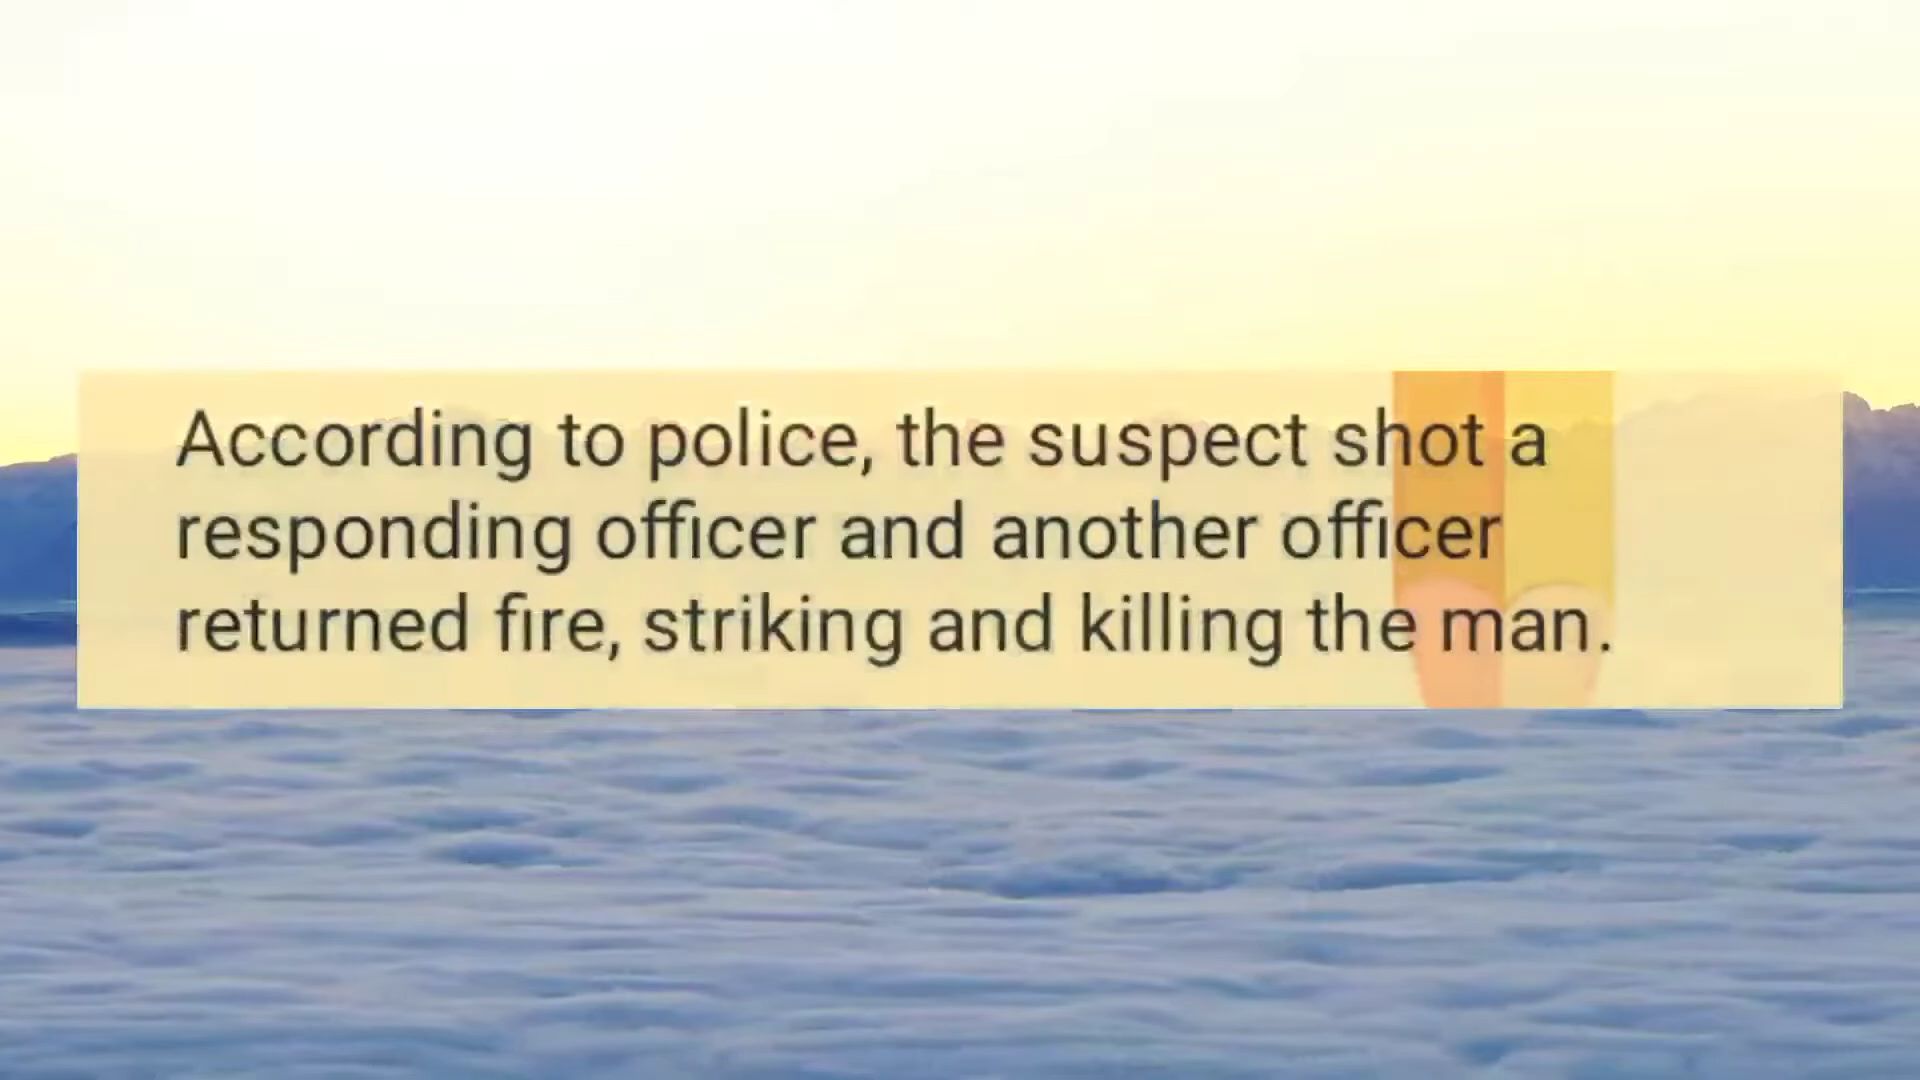 According to police, the suspect shot a
responding officer and another officer
returned fire, striking and killing the man.